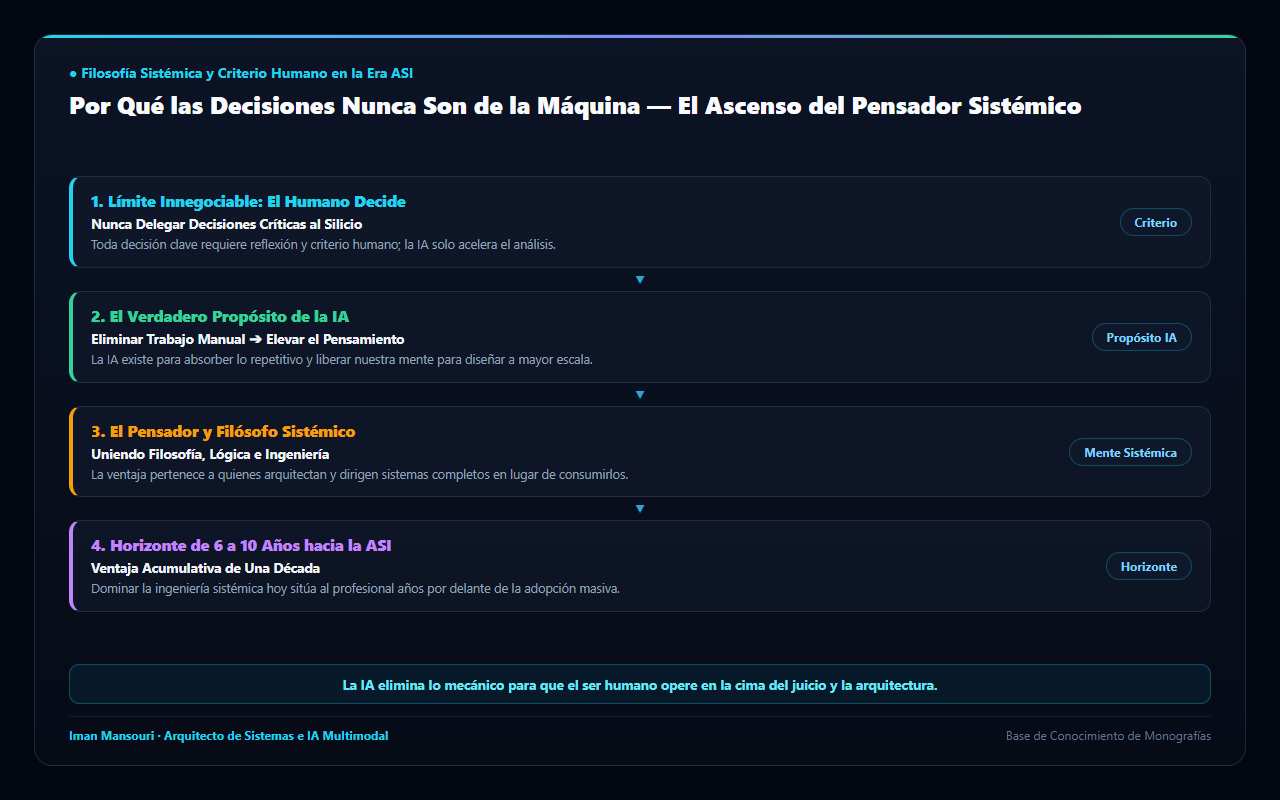 ● Filosofía Sistémica y Criterio Humano en la Era ASI
Por Qué las Decisiones Nunca Son de la Máquina — El Ascenso del Pensador Sistémico
1. Límite Innegociable: El Humano Decide
Nunca Delegar Decisiones Críticas al Silicio
Toda decisión clave requiere reflexión y criterio humano; la IA solo acelera el análisis.
Criterio
▼
2. El Verdadero Propósito de la IA
Eliminar Trabajo Manual ➔ Elevar el Pensamiento
La IA existe para absorber lo repetitivo y liberar nuestra mente para diseñar a mayor escala.
Propósito IA
▼
3. El Pensador y Filósofo Sistémico
Uniendo Filosofía, Lógica e Ingeniería
La ventaja pertenece a quienes arquitectan y dirigen sistemas completos en lugar de consumirlos.
Mente Sistémica
▼
4. Horizonte de 6 a 10 Años hacia la ASI
Ventaja Acumulativa de Una Década
Dominar la ingeniería sistémica hoy sitúa al profesional años por delante de la adopción masiva.
Horizonte
La IA elimina lo mecánico para que el ser humano opere en la cima del juicio y la arquitectura.
Iman Mansouri · Arquitecto de Sistemas e IA Multimodal
Base de Conocimiento de Monografías